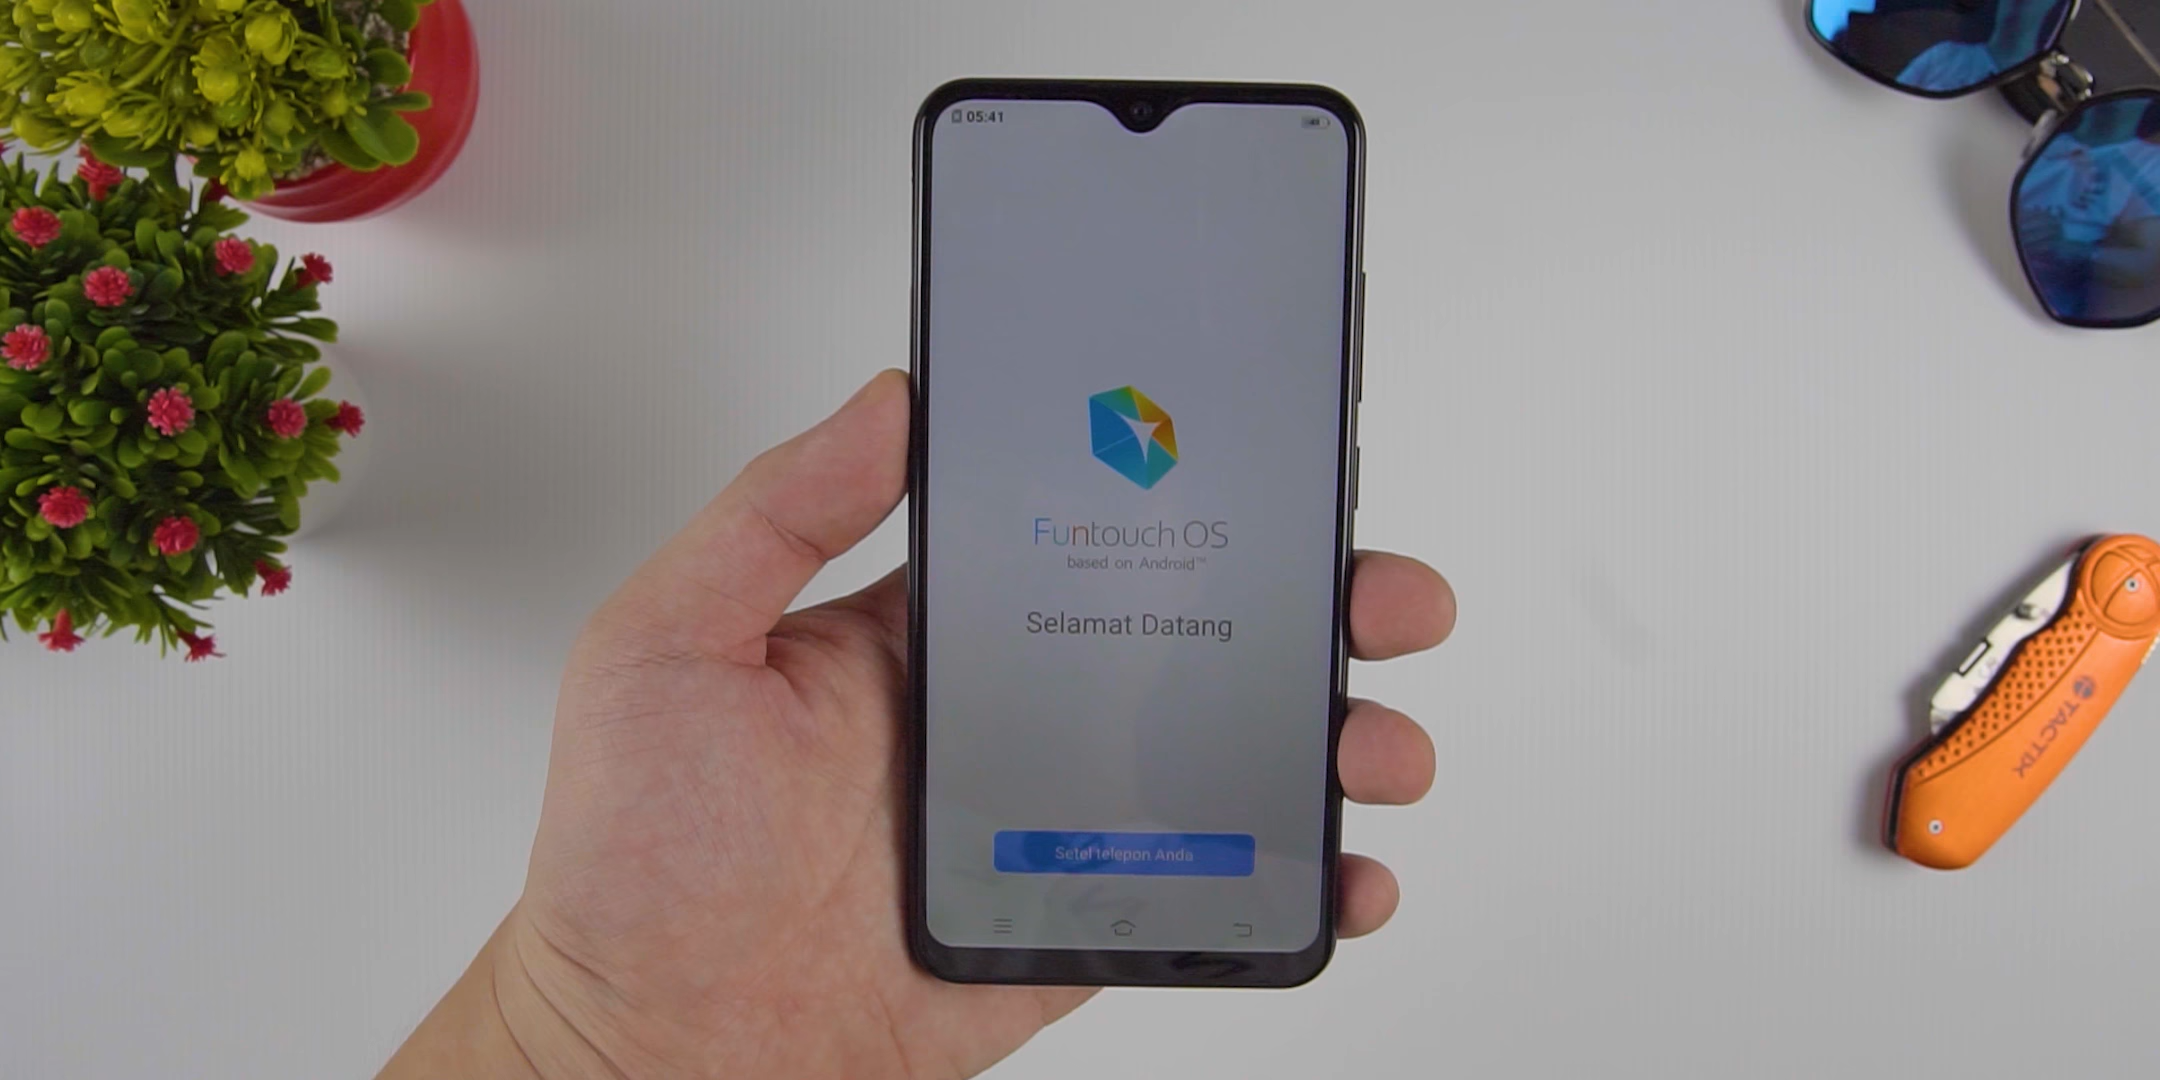 05:41
Funtouch OS
based on Android™
Selamat Datang
Setel telepon Anda
TACTIX